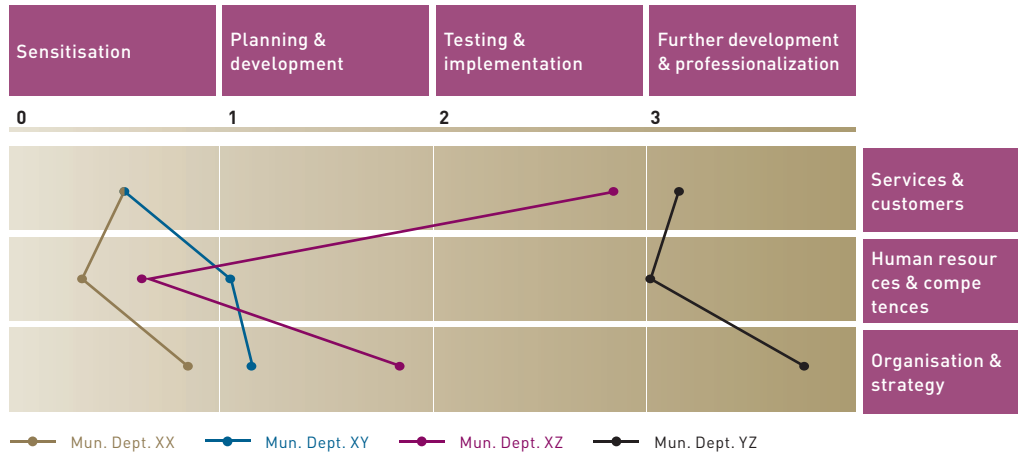 Sensitisation
Planning &
development
Testing &
implementation
Further development
& professionalization
0
1
2
3
Services &
customers
Human resour
ces & compe
tences
Organisation &
strategy
Mun. Dept. XX
Mun. Dept. XY
Mun. Dept. XZ
Mun. Dept. YZ